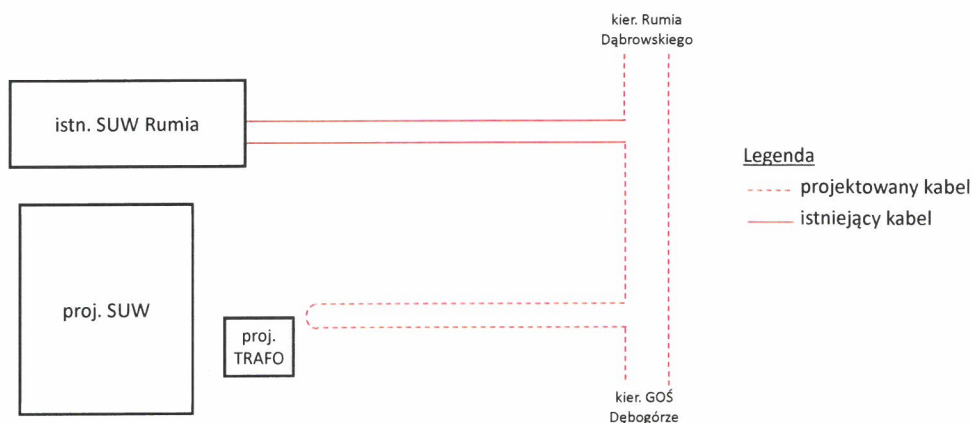 kier. Rumia
Dąbrowskiego
istn. SUW Rumia
Legenda
projektowany kabel
istniejący kabel
proj. SUW
proj.
TRAFO
kier. GOŚ
Dębogórze